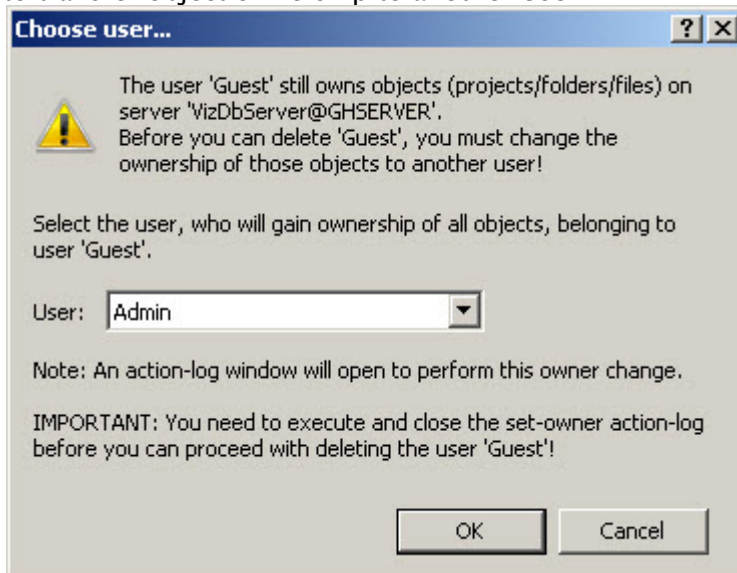 Choose user...
The user 'Guest' still owns objects (projects/folders/files) on
server 'VizDbServer@GHSERVER'.
Before you can delete 'Guest', you must change the
ownership of those objects to another user!
Select the user, who will gain ownership of all objects, belonging to
user 'Guest'.
User: Admin
Note: An action-log window will open to perform this owner change.
IMPORTANT: You need to execute and close the set-owner action-log
before you can proceed with deleting the user 'Guest'!
OK Cancel